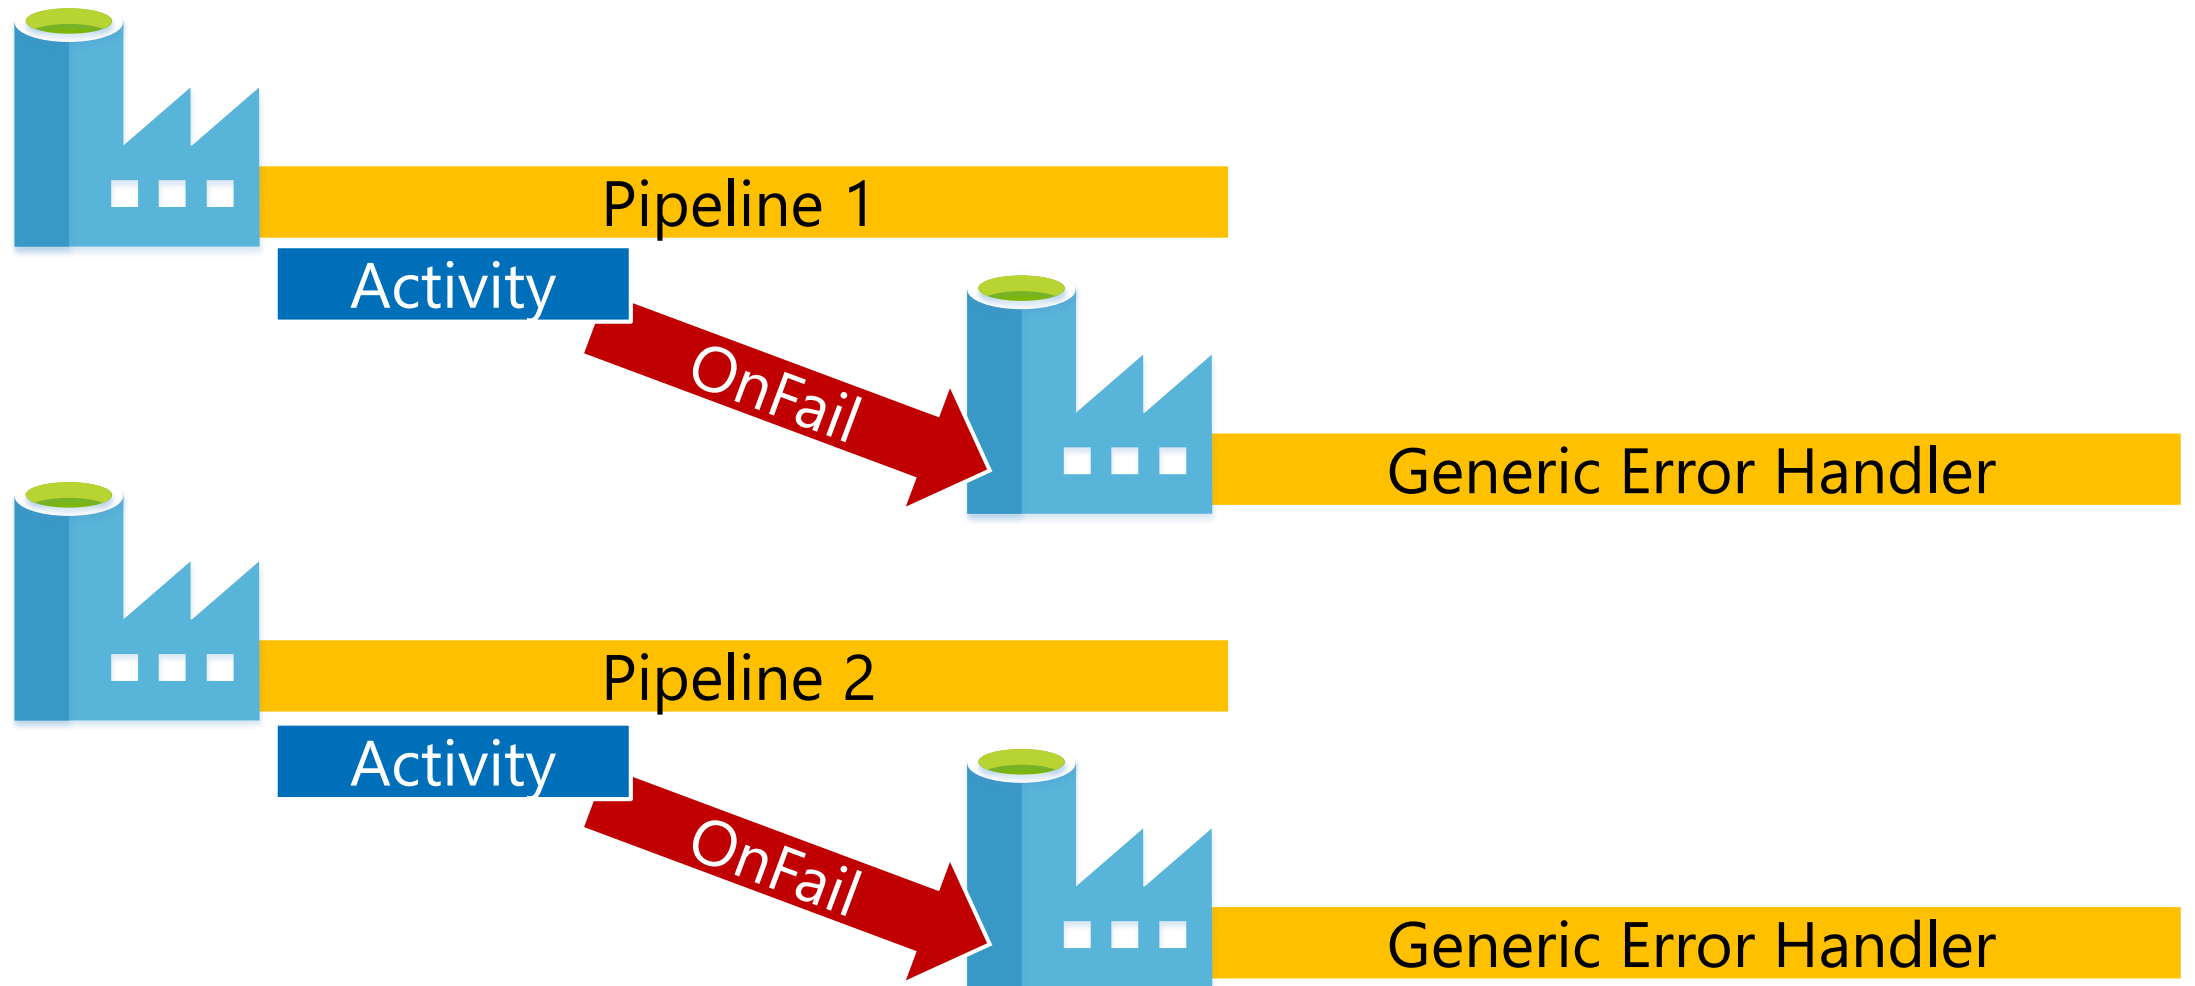 Pipeline 1
Activity
OnFail
Generic Error Handler
Pipeline 2
Activity
OnFail
Generic Error Handler